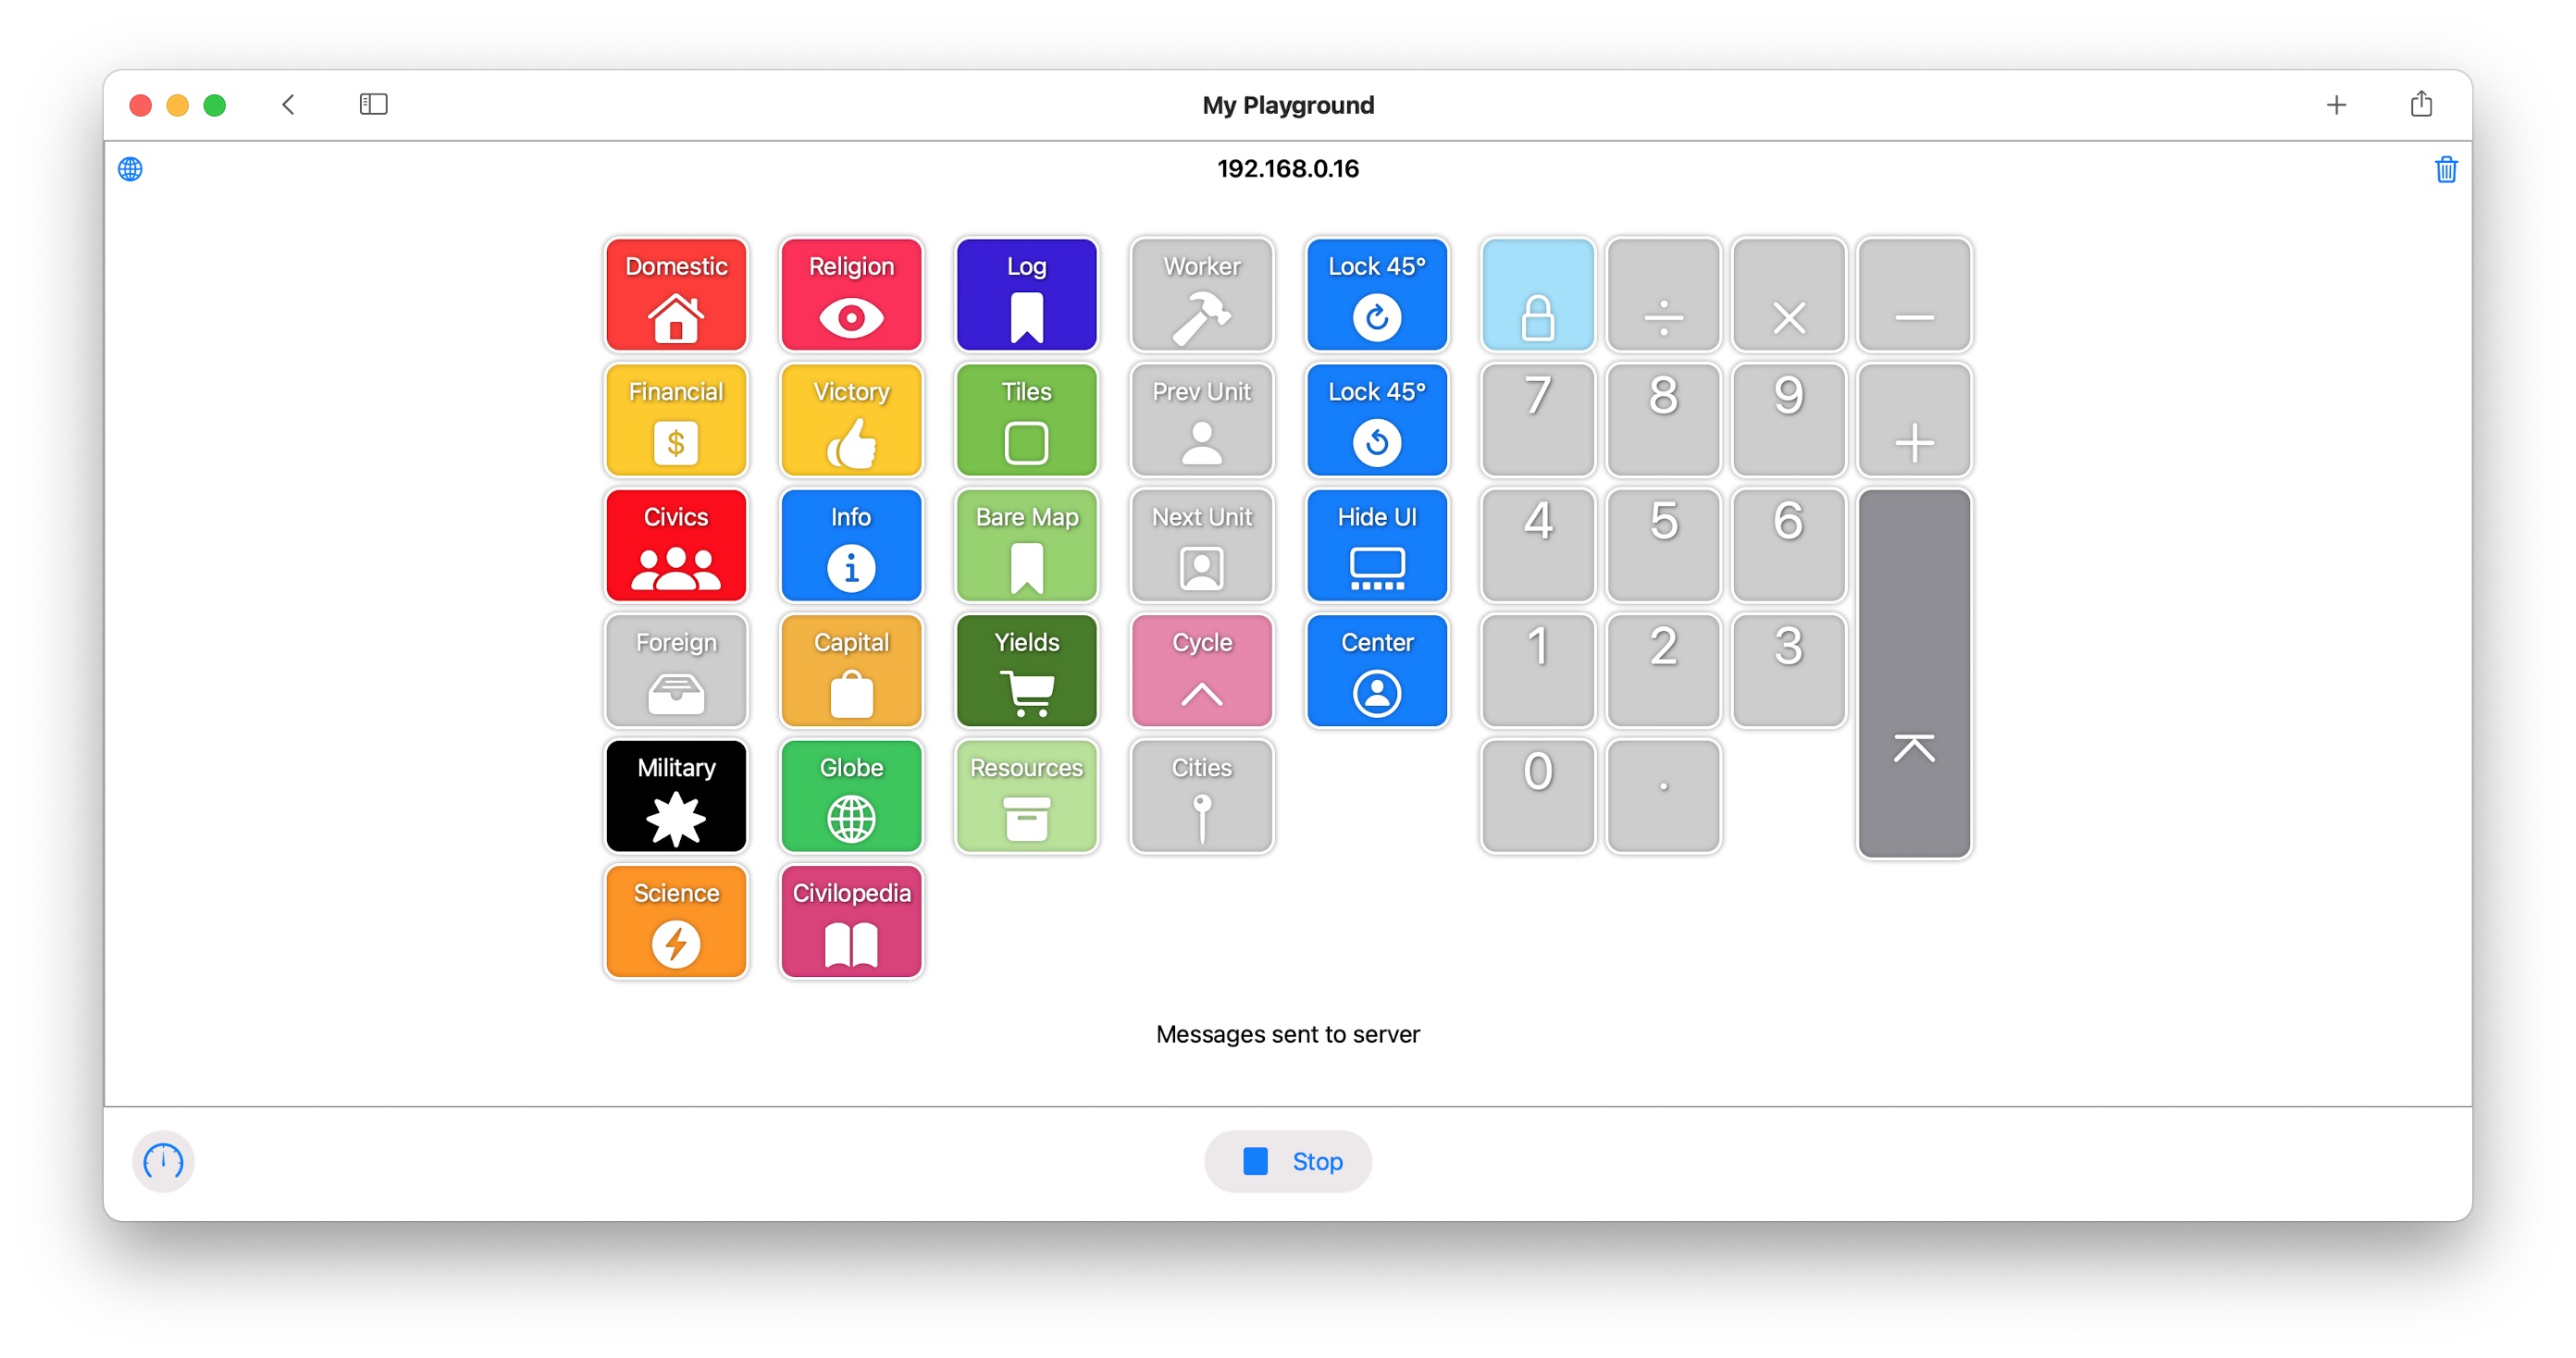 My Playground
192.168.0.16
Domestic Religion Log Worker Lock 45° ÷ × −
Financial Victory Tiles Prev Unit Lock 45° 7 8 9 +
$
Civics Info Bare Map Next Unit Hide UI 4 5 6
i
Foreign Capital Yields Cycle Center 1 2 3
Military Globe Resources Cities 0 .
Science Civilopedia
Messages sent to server
Stop